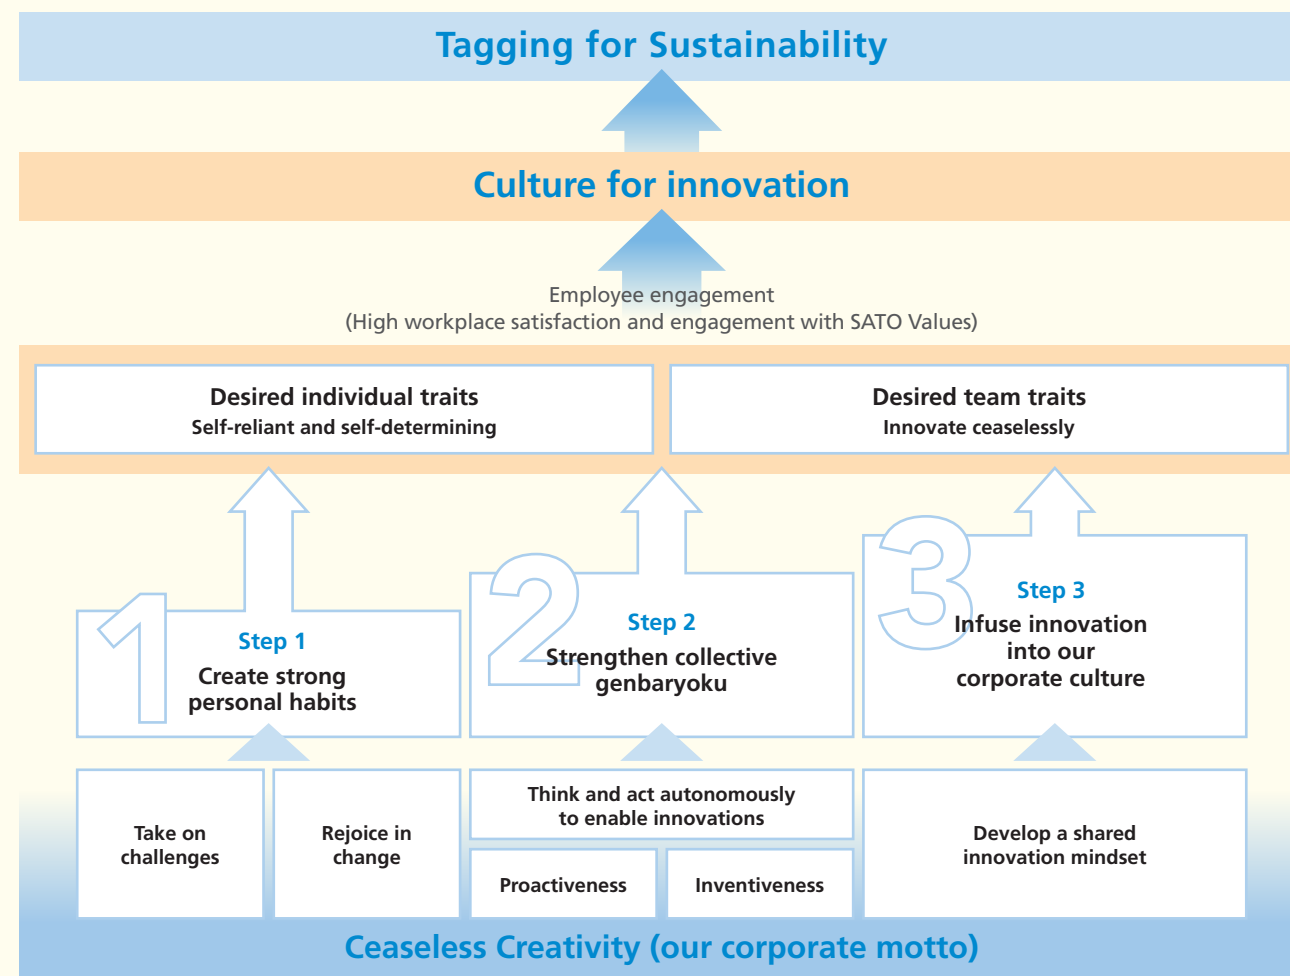 Tagging for Sustainability
Culture for innovation
Employee engagement
(High workplace satisfaction and engagement with SATO Values)
Desired individual traits
Self-reliant and self-determining
Desired team traits
Innovate ceaselessly
1
Step 1
Create strong
personal habits
2
Step 2
Strengthen collective
genbaryoku
3
Step 3
Infuse innovation
into our
corporate culture
Take on
challenges
Rejoice in
change
Think and act autonomously
to enable innovations
Proactiveness
Inventiveness
Develop a shared
innovation mindset
Ceaseless Creativity (our corporate motto)